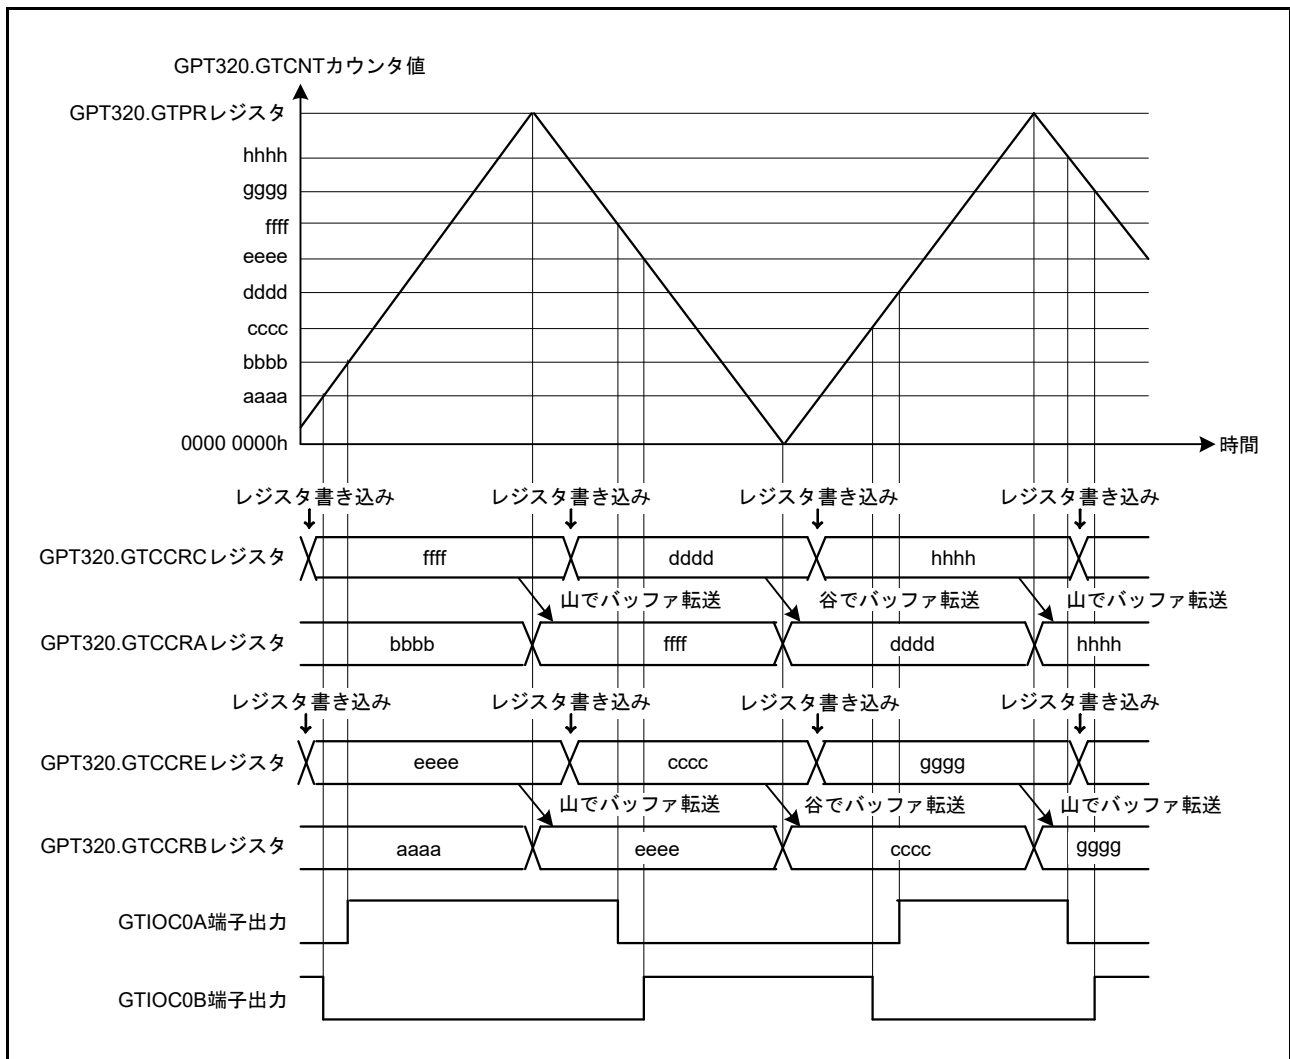 GPT320.GTCNTカウンタ値
GPT320.GTPRレジスタ
hhhh
gggg
ffff
eeee
dddd
cccc
bbbb
aaaa
0000 0000h
時間
レジスタ書き込み レジスタ書き込み レジスタ書き込み レジスタ書き込み
GPT320.GTCCRCレジスタ ffff dddd hhhh
山でバッファ転送 谷でバッファ転送 山でバッファ転送
GPT320.GTCCRAレジスタ bbbb ffff dddd hhhh
レジスタ書き込み レジスタ書き込み レジスタ書き込み レジスタ書き込み
GPT320.GTCCREレジスタ eeee cccc gggg
山でバッファ転送 谷でバッファ転送 山でバッファ転送
GPT320.GTCCRBレジスタ aaaa eeee cccc gggg
GTIOC0A端子出力
GTIOC0B端子出力